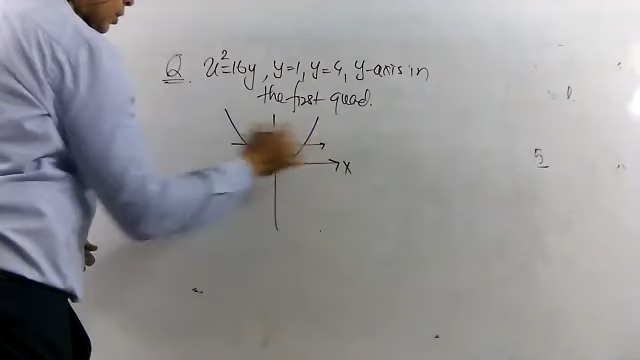 Q. x²=16y, y=1, y=4, y-axis in
the first quad.
X
5